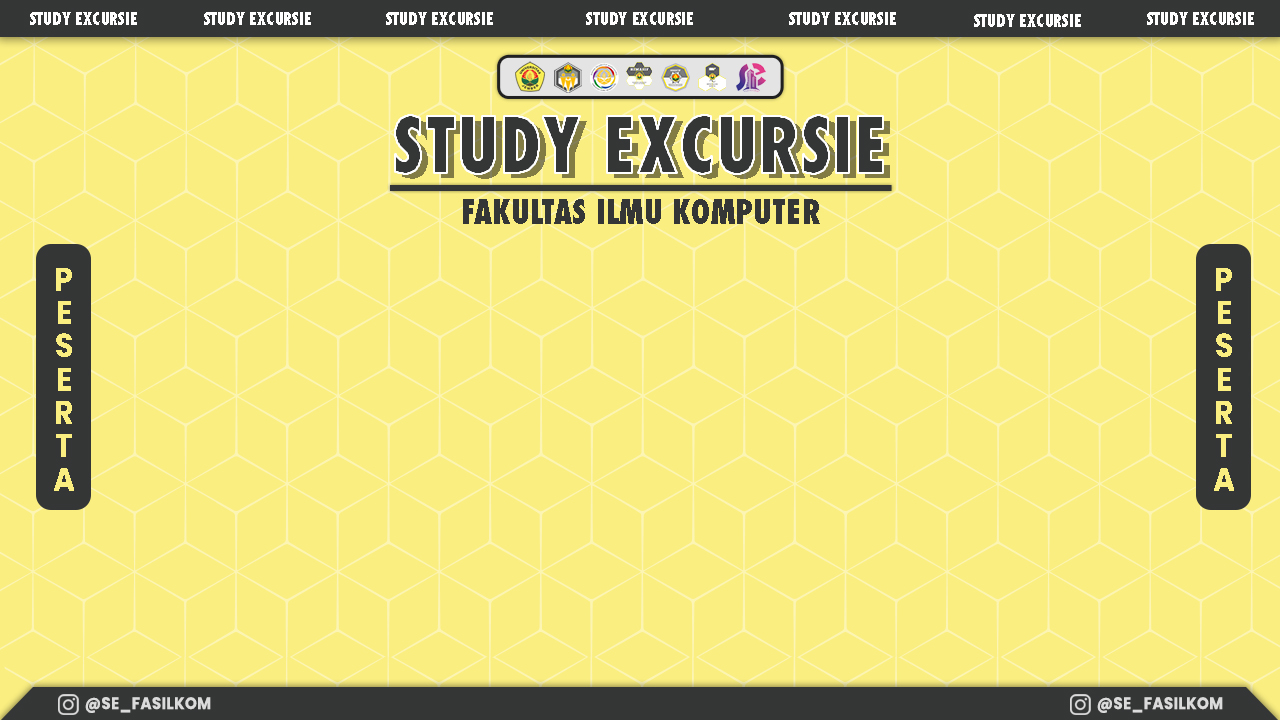 STUDY EXCURSIE STUDY EXCURSIE STUDY EXCURSIE STUDY EXCURSIE STUDY EXCURSIE STUDY EXCURSIE STUDY EXCURSIE
STUDY EXCURSIE
FAKULTAS ILMU KOMPUTER
PESERTA
PESERTA
@SE_FASILKOM
@SE_FASILKOM